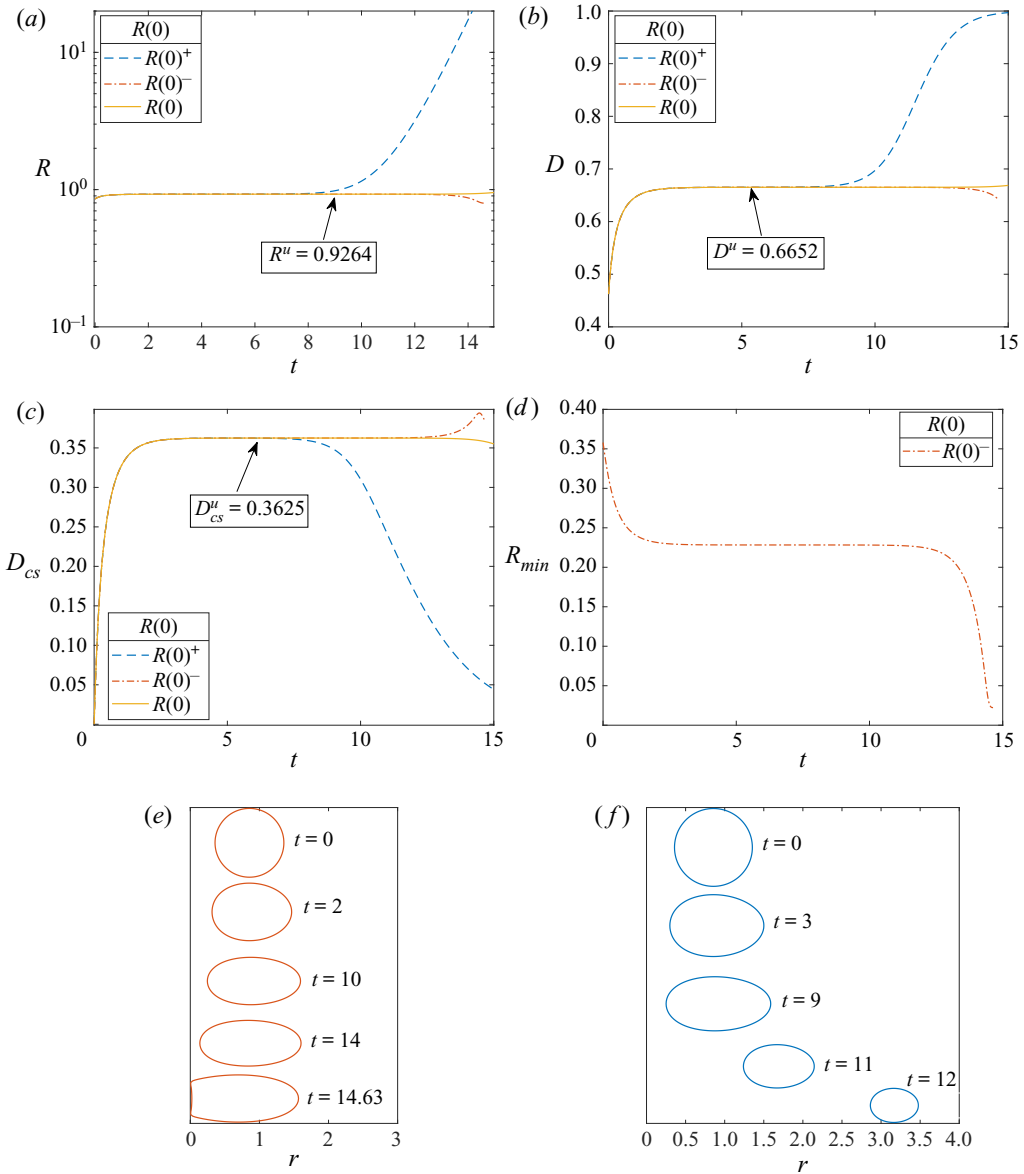 (a)
R(0)
R(0)+
R(0)−
R(0)
10^1
10^0
10^−1
R
R^u = 0.9264
0 2 4 6 8 10 12 14
t
(b)
R(0)
R(0)+
R(0)−
R(0)
1.0
0.9
0.8
0.7
0.6
0.5
0.4
D
D^u = 0.6652
0 5 10 15
t
(c)
0.35
0.30
0.25
0.20
0.15
0.10
0.05
D_cs
D^u_cs = 0.3625
R(0)
R(0)+
R(0)−
R(0)
0 5 10 15
t
(d)
R(0)
R(0)−
0.40
0.35
0.30
0.25
0.20
0.15
0.10
0.05
R_min
0 5 10 15
t
(e)
t = 0
t = 2
t = 10
t = 14
t = 14.63
0 1 2 3
r
(f)
t = 0
t = 3
t = 9
t = 11
t = 12
0 0.5 1.0 1.5 2.0 2.5 3.0 3.5 4.0
r